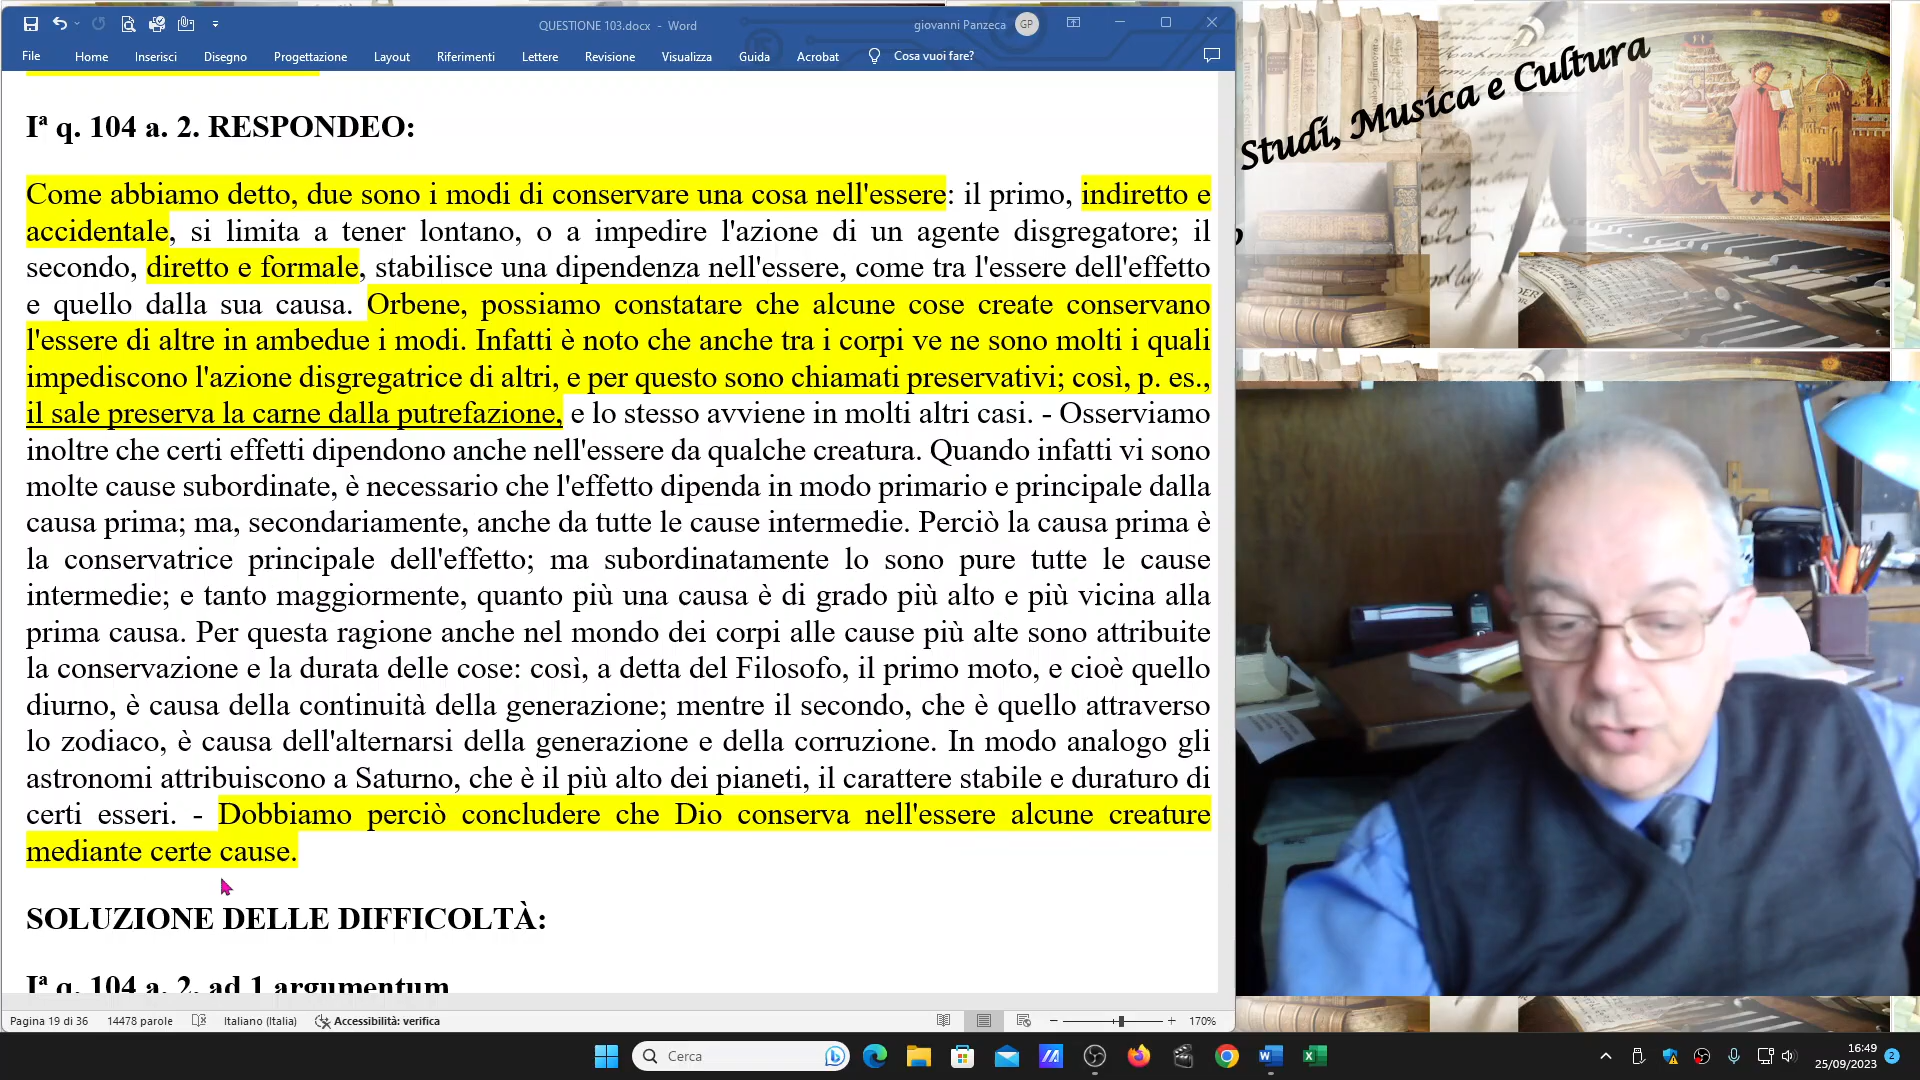 QUESTIONE 103.docx - Word
giovanni Panzeca GP
File Home Inserisci Disegno Progettazione Layout Riferimenti Lettere Revisione Visualizza Guida Acrobat Cosa vuoi fare?
Studi, Musica e Cultura
Iª q. 104 a. 2. RESPONDEO:
Come abbiamo detto, due sono i modi di conservare una cosa nell'essere: il primo, indiretto e
accidentale, si limita a tener lontano, o a impedire l'azione di un agente disgregatore; il
secondo, diretto e formale, stabilisce una dipendenza nell'essere, come tra l'essere dell'effetto
e quello dalla sua causa. Orbene, possiamo constatare che alcune cose create conservano
l'essere di altre in ambedue i modi. Infatti è noto che anche tra i corpi ve ne sono molti i quali
impediscono l'azione disgregatrice di altri, e per questo sono chiamati preservativi; così, p. es.,
il sale preserva la carne dalla putrefazione, e lo stesso avviene in molti altri casi. - Osserviamo
inoltre che certi effetti dipendono anche nell'essere da qualche creatura. Quando infatti vi sono
molte cause subordinate, è necessario che l'effetto dipenda in modo primario e principale dalla
causa prima; ma, secondariamente, anche da tutte le cause intermedie. Perciò la causa prima è
la conservatrice principale dell'effetto; ma subordinatamente lo sono pure tutte le cause
intermedie; e tanto maggiormente, quanto più una causa è di grado più alto e più vicina alla
prima causa. Per questa ragione anche nel mondo dei corpi alle cause più alte sono attribuite
la conservazione e la durata delle cose: così, a detta del Filosofo, il primo moto, e cioè quello
diurno, è causa della continuità della generazione; mentre il secondo, che è quello attraverso
lo zodiaco, è causa dell'alternarsi della generazione e della corruzione. In modo analogo gli
astronomi attribuiscono a Saturno, che è il più alto dei pianeti, il carattere stabile e duraturo di
certi esseri. - Dobbiamo perciò concludere che Dio conserva nell'essere alcune creature
mediante certe cause.
SOLUZIONE DELLE DIFFICOLTÀ:
Iª q. 104 a. 2. ad 1 argumentum
Pagina 19 di 36 14478 parole Italiano (Italia) Accessibilità: verifica 170%
Cerca
16:49
25/09/2023 2